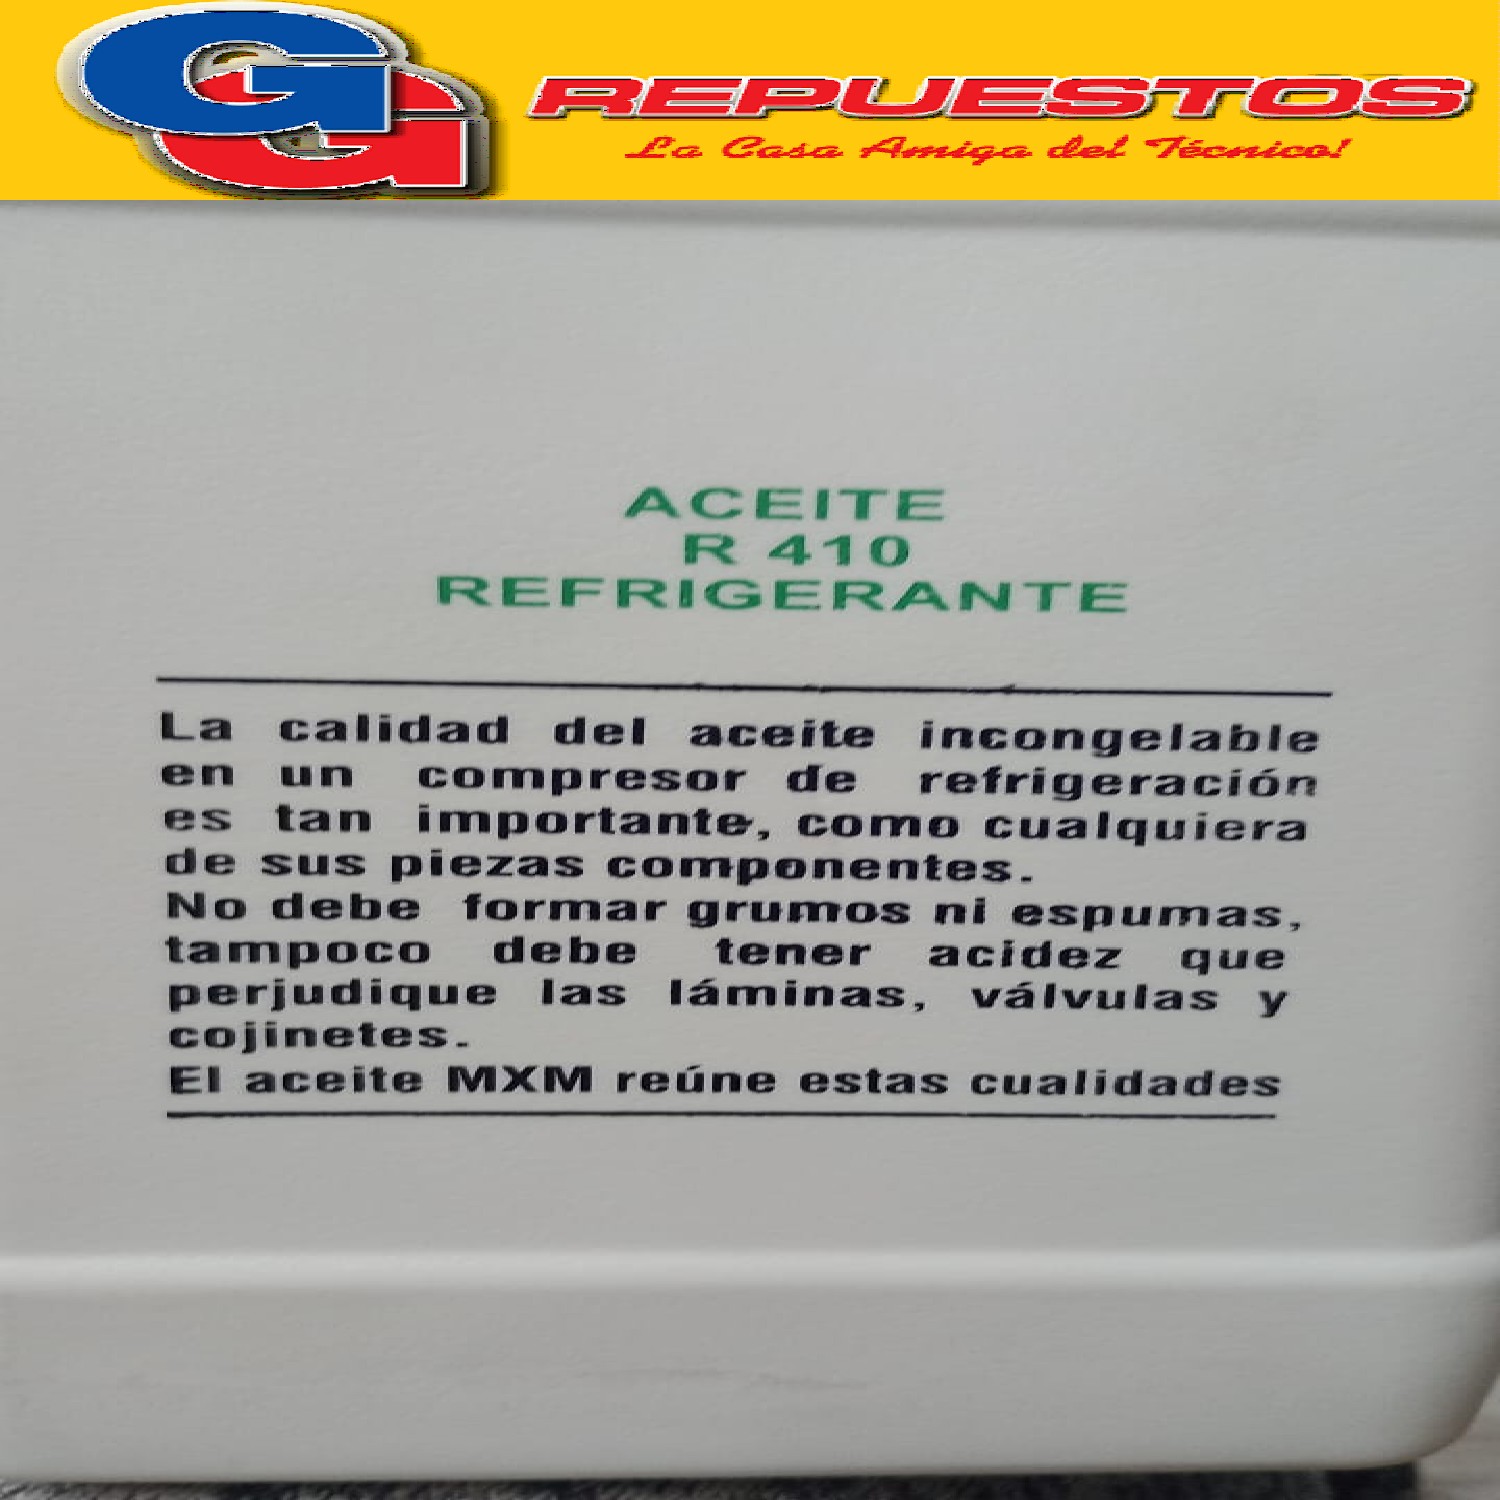 GG REPUESTOS
La Casa Amiga del Técnico!
ACEITE
R 410
REFRIGERANTE
La calidad del aceite incongelable
en un compresor de refrigeración
es tan importante, como cualquiera
de sus piezas componentes.
No debe formar grumos ni espumas,
tampoco debe tener acidez que
perjudique las láminas, válvulas y
cojinetes.
El aceite MXM reúne estas cualidades